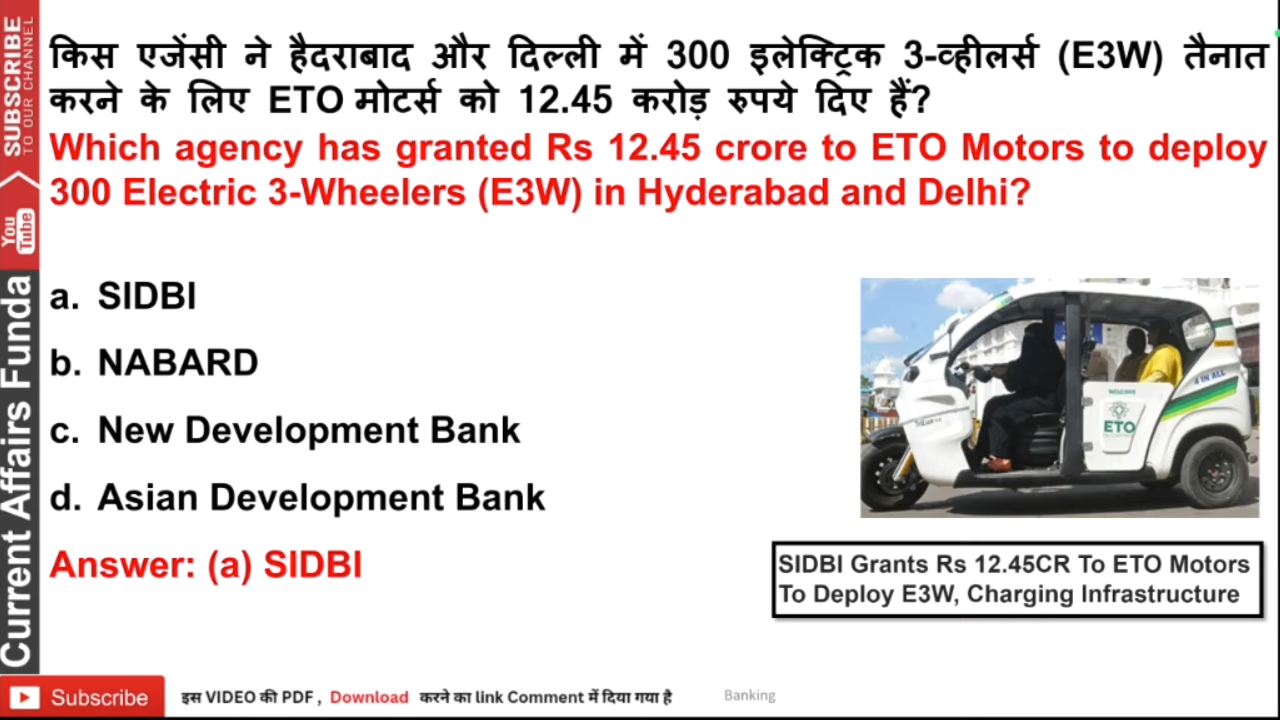 किस एजेंसी ने हैदराबाद और दिल्ली में 300 इलेक्ट्रिक 3-व्हीलर्स (E3W) तैनात
करने के लिए ETO मोटर्स को 12.45 करोड़ रुपये दिए हैं?
Which agency has granted Rs 12.45 crore to ETO Motors to deploy
300 Electric 3-Wheelers (E3W) in Hyderabad and Delhi?
a. SIDBI
b. NABARD
c. New Development Bank
d. Asian Development Bank
Answer: (a) SIDBI
4 IN ALL
WELCOME
ETO
SIDBI Grants Rs 12.45CR To ETO Motors
To Deploy E3W, Charging Infrastructure
SUBSCRIBE
TO OUR CHANNEL
You
Tube
Current Affairs Funda
Subscribe
इस VIDEO की PDF , Download करने का link Comment में दिया गया है
Banking